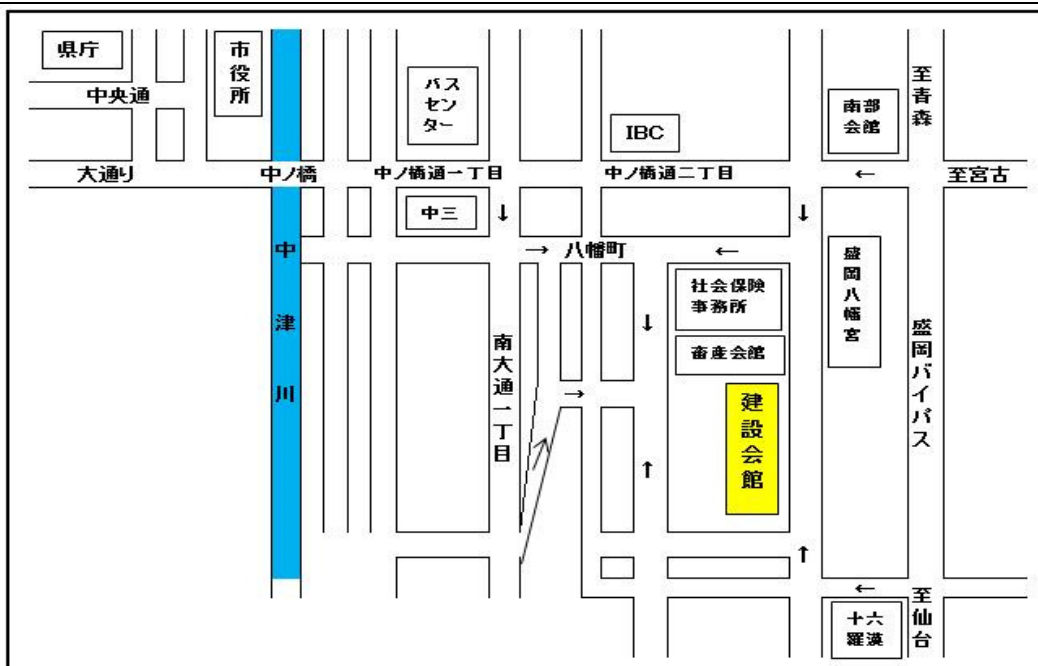 県庁
市役所
バスセンター
IBC
南部
会館
至青森
中央通
大通り
中ノ橋
中ノ橋通一丁目
中ノ橋通二丁目
←
至宮古
中三
↓
↓
中津川
→
八幡町
←
社会保険
事務所
盛岡八幡宮
盛岡バイパス
↓
畜産会館
南大通一丁目
→
建設会館
↑
↑
←
至仙台
十六
羅漢